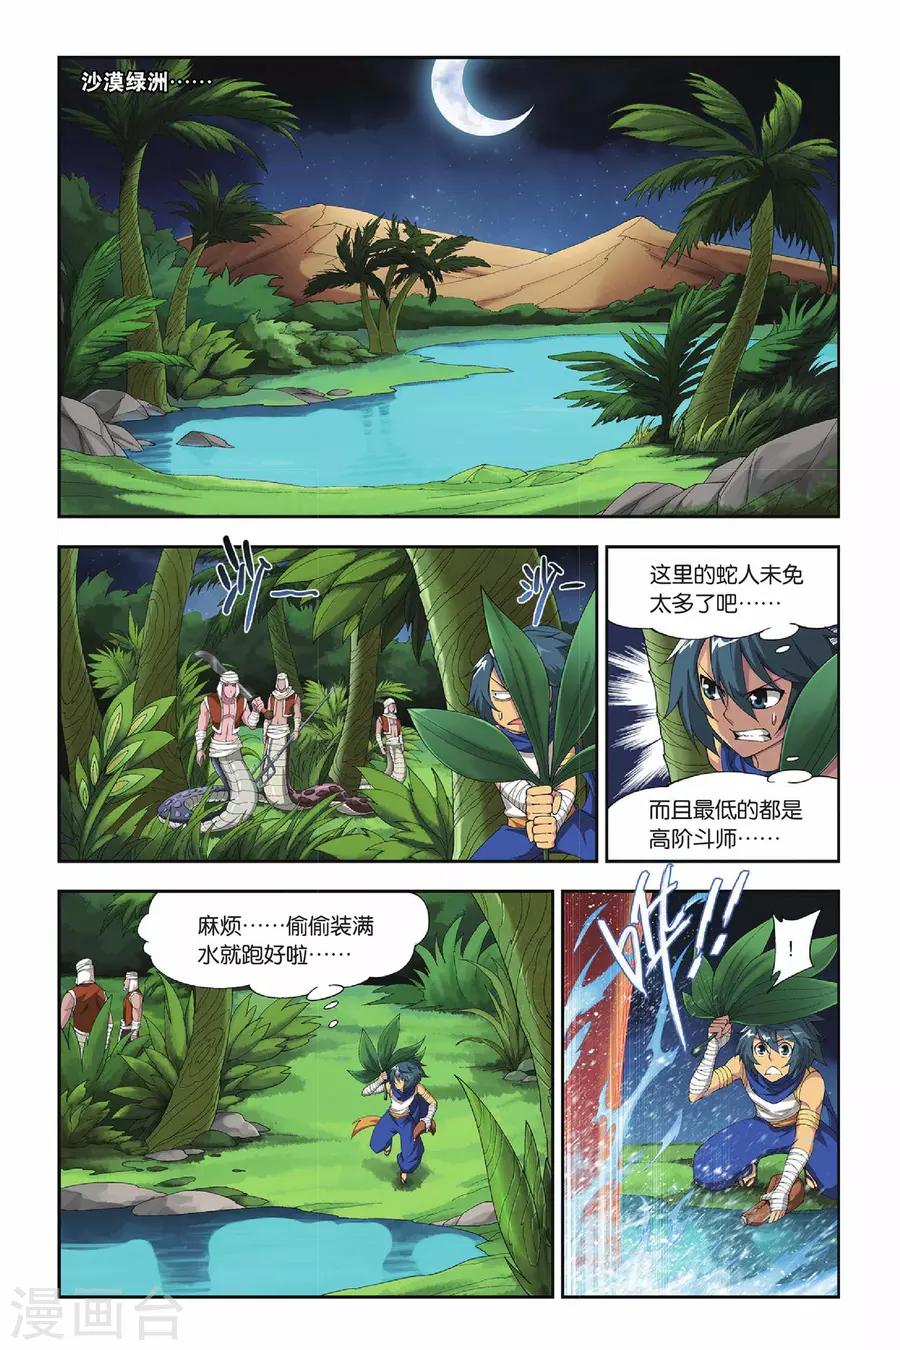 沙漠绿洲……
沙—
沙—
这里的蛇人未免
太多了吧……
而且最低的都是
高阶斗师……
麻烦……偷偷装满
水就跑好啦……
哗!!
!
漫画台